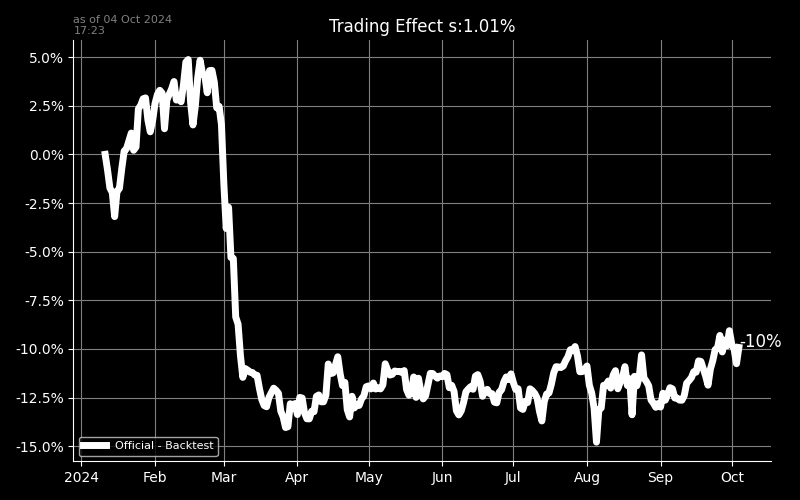 as of 04 Oct 2024
17:23
Trading Effect s:1.01%
5.0%
2.5%
0.0%
-2.5%
-5.0%
-7.5%
-10.0%
-12.5%
-15.0%
-10%
Official - Backtest
2024 Feb Mar Apr May Jun Jul Aug Sep Oct